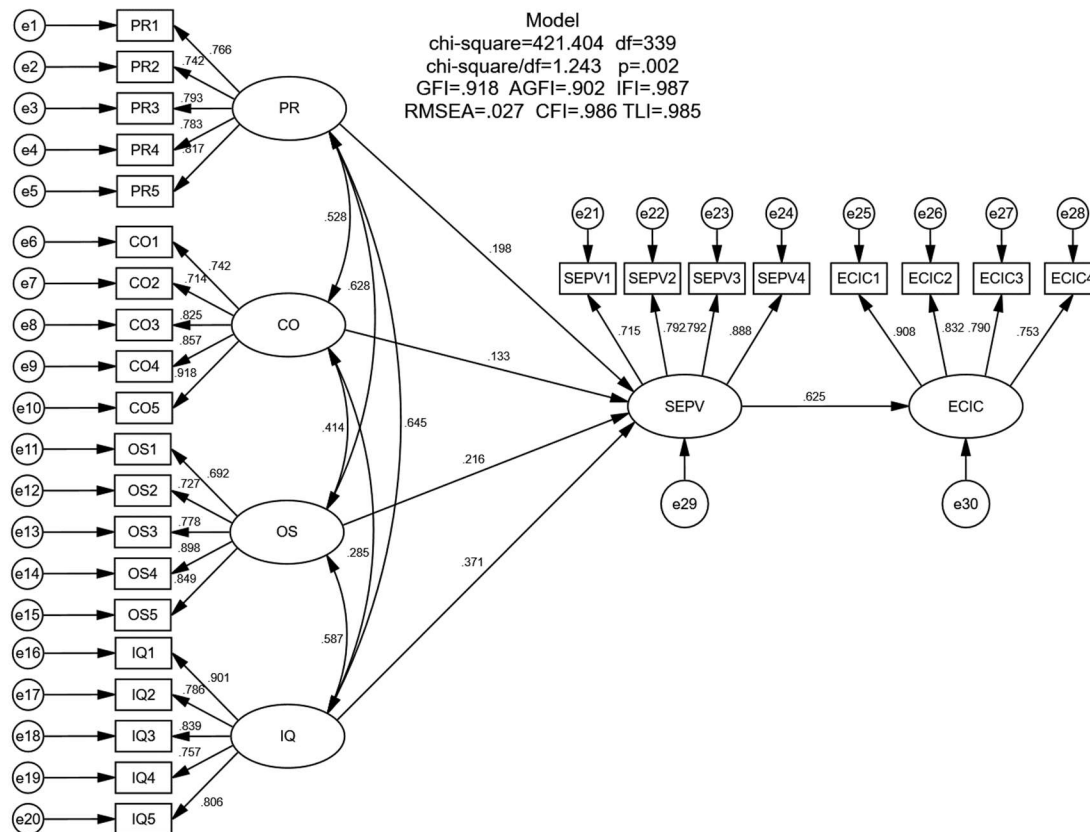 Model
chi-square=421.404 df=339
chi-square/df=1.243 p=.002
GFI=.918 AGFI=.902 IFI=.987
RMSEA=.027 CFI=.986 TLI=.985
e1 PR1 .766
e2 PR2 .742
e3 PR3 .793
e4 PR4 .783
e5 PR5 .817
PR
e6 CO1 .742
e7 CO2 .714
e8 CO3 .825
e9 CO4 .857
e10 CO5 .918
CO
e11 OS1 .692
e12 OS2 .727
e13 OS3 .778
e14 OS4 .898
e15 OS5 .849
OS
e16 IQ1 .901
e17 IQ2 .786
e18 IQ3 .839
e19 IQ4 .757
e20 IQ5 .806
IQ
.528
.628
.414
.645
.285
.587
.198
.133
.216
.371
e21 e22 e23 e24
SEPV1 SEPV2 SEPV3 SEPV4
.715 .792 .792 .888
SEPV
e29
.625
e25 e26 e27 e28
ECIC1 ECIC2 ECIC3 ECIC4
.908 .832 .790 .753
ECIC
e30